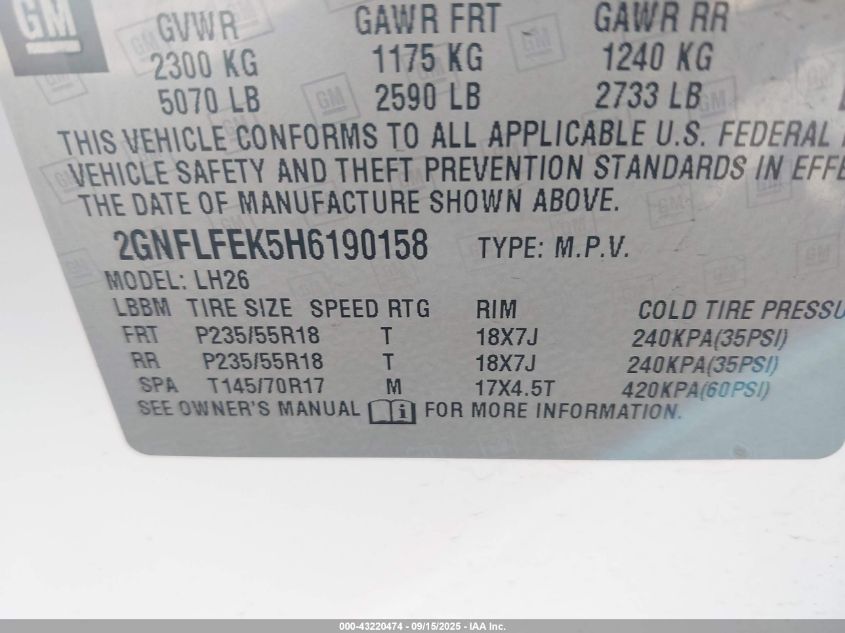 GM
GVWR GAWR FRT GAWR RR
2300 KG 1175 KG 1240 KG
5070 LB 2590 LB 2733 LB
THIS VEHICLE CONFORMS TO ALL APPLICABLE U.S. FEDERAL
VEHICLE SAFETY AND THEFT PREVENTION STANDARDS IN EFFE
THE DATE OF MANUFACTURE SHOWN ABOVE.
2GNFLFEK5H6190158 TYPE: M.P.V.
MODEL: LH26
LBBM TIRE SIZE SPEED RTG RIM COLD TIRE PRESSU
FRT P235/55R18 T 18X7J 240KPA(35PSI)
RR P235/55R18 T 18X7J 240KPA(35PSI)
SPA T145/70R17 M 17X4.5T 420KPA(60PSI)
SEE OWNER'S MANUAL i FOR MORE INFORMATION.
000-43220474 - 09/15/2025 - IAA Inc.